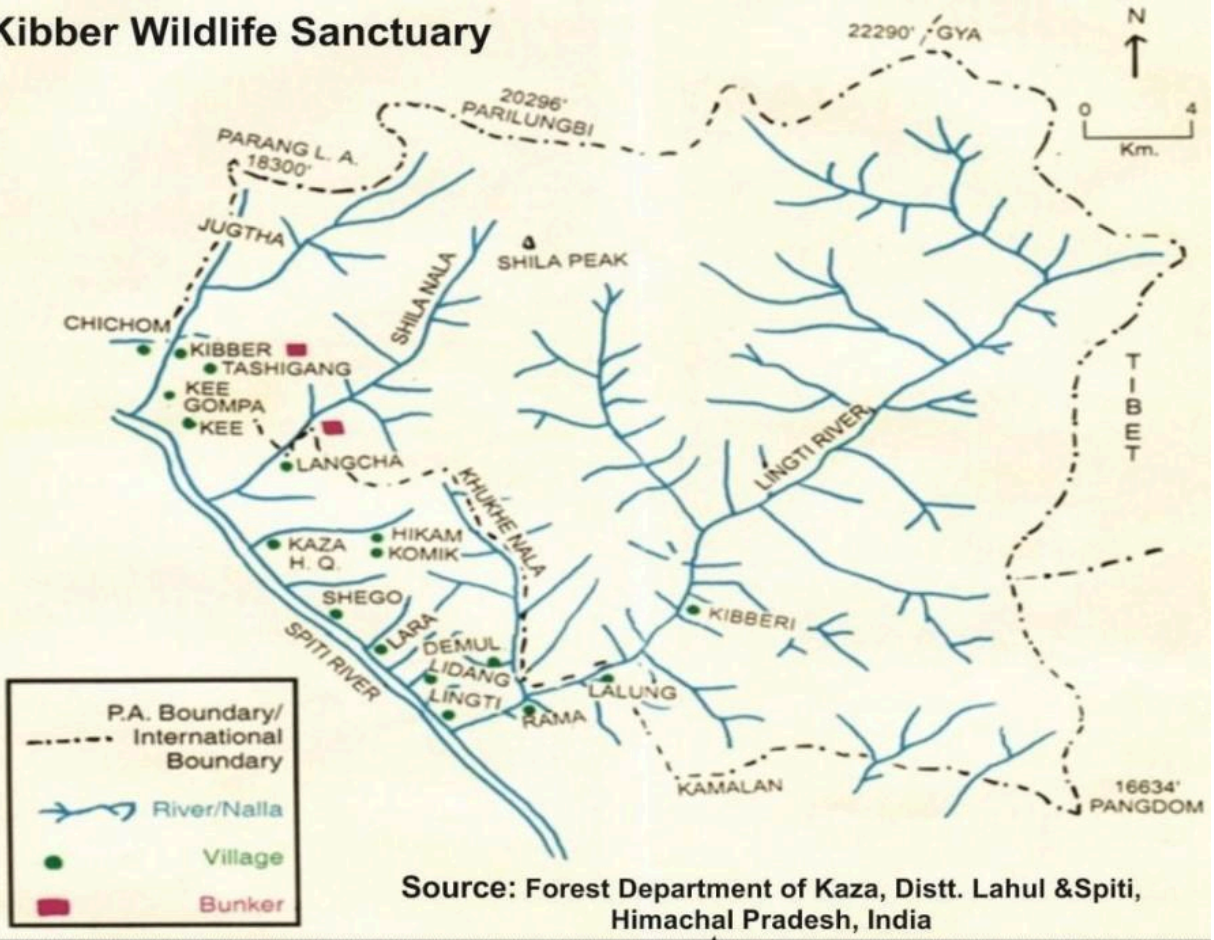 Kibber Wildlife Sanctuary
22290' GYA
N
0 4
Km.
20296'
PARILUNGBI
PARANG L. A.
18300'
JUGTHA
SHILA PEAK
SHILA NALA
CHICHOM
KIBBER
TASHIGANG
KEE
GOMPA
KEE
LANGCHA
TIBET
LINGTI RIVER
KHUKHE NALA
HIKAM
KOMIK
KAZA
H. Q.
SHEGO
LARA
KIBBERI
SPITI RIVER
DEMUL
LIDANG
LINGTI
LALUNG
RAMA
KAMALAN
16634'
PANGDOM
P.A. Boundary/
International
Boundary
River/Nalla
Village
Bunker
Source: Forest Department of Kaza, Distt. Lahul &Spiti,
Himachal Pradesh, India